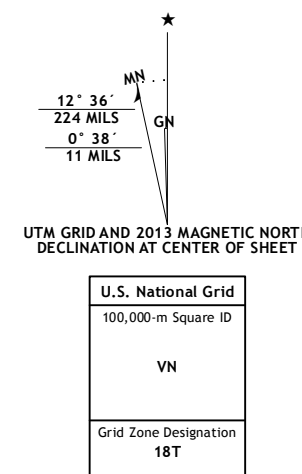 ★
MN
GN
12° 36´
224 MILS
0° 38´
11 MILS
UTM GRID AND 2013 MAGNETIC NORT
DECLINATION AT CENTER OF SHEET
U.S. National Grid
100,000-m Square ID
VN
Grid Zone Designation
18T